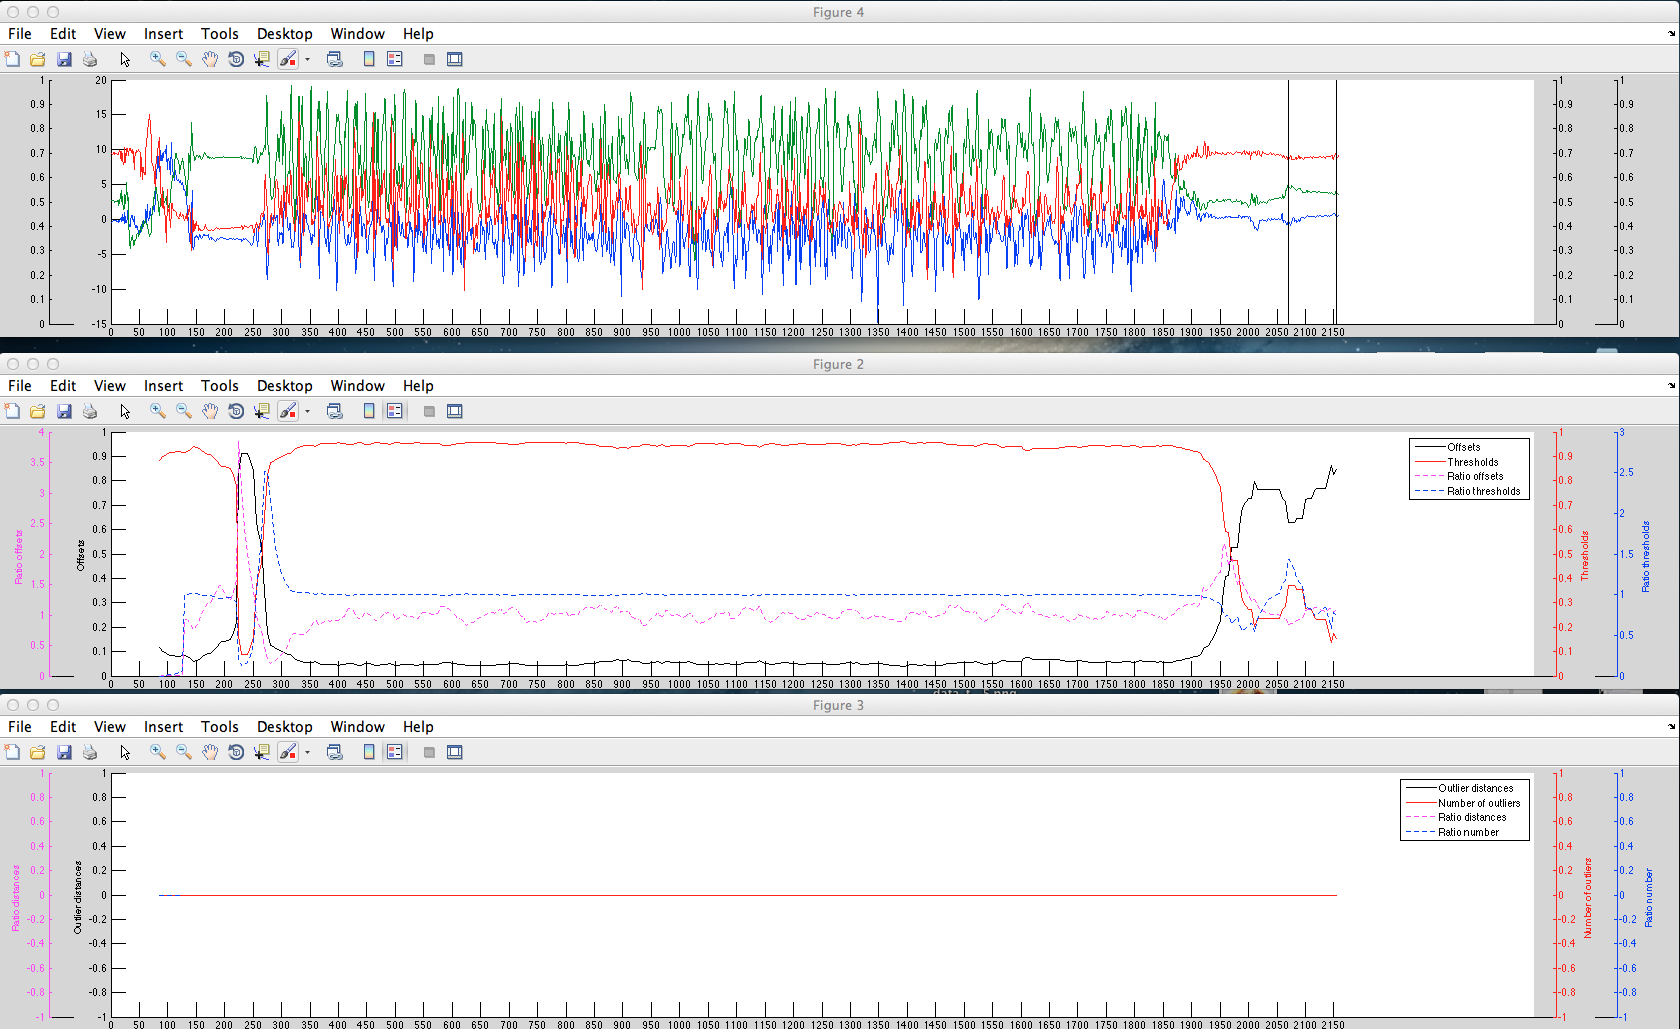 Figure 4
File Edit View Insert Tools Desktop Window Help
1 20 1 1
0.9 15 0.9 0.9
0.8 0.8 0.8
0.7 10 0.7 0.7
0.6 5 0.6 0.6
0.5 0.5 0.5
0.4 0 0.4 0.4
0.3 -5 0.3 0.3
0.2 0.2 0.2
0.1 -10 0.1 0.1
0 -15 0 0
0 50 100 150 200 250 300 350 400 450 500 550 600 650 700 750 800 850 900 950 1000 1050 1100 1150 1200 1250 1300 1350 1400 1450 1500 1550 1600 1650 1700 1750 1800 1850 1900 1950 2000 2050 2100 2150
Figure 2
File Edit View Insert Tools Desktop Window Help
4 1 1 3
Offsets
Thresholds
Ratio offsets
Ratio thresholds
3.5 0.9 0.9 2.5
3 0.8 0.8
0.7 0.7 2
2.5 0.6 0.6
2 0.5 0.5 1.5
Ratio offsets
Offsets
Thresholds
Ratio thresholds
1.5 0.4 0.4
0.3 0.3 1
1 0.2 0.2
0.5 0.1 0.1 0.5
0 0 0 0
0 50 100 150 200 250 300 350 400 450 500 550 600 650 700 750 800 850 900 950 1000 1050 1100 1150 1200 1250 1300 1350 1400 1450 1500 1550 1600 1650 1700 1750 1800 1850 1900 1950 2000 2050 2100 2150
Figure 3
File Edit View Insert Tools Desktop Window Help
1 1 1 1
Outlier distances
Number of outliers
Ratio distances
Ratio number
0.8 0.8 0.8 0.8
0.6 0.6 0.6 0.6
0.4 0.4 0.4 0.4
0.2 0.2 0.2 0.2
0 0 0 0
Ratio distances
Outlier distances
Number of outliers
Ratio number
-0.2 -0.2 -0.2 -0.2
-0.4 -0.4 -0.4 -0.4
-0.6 -0.6 -0.6 -0.6
-0.8 -0.8 -0.8 -0.8
-1 -1 -1 -1
0 50 100 150 200 250 300 350 400 450 500 550 600 650 700 750 800 850 900 950 1000 1050 1100 1150 1200 1250 1300 1350 1400 1450 1500 1550 1600 1650 1700 1750 1800 1850 1900 1950 2000 2050 2100 2150